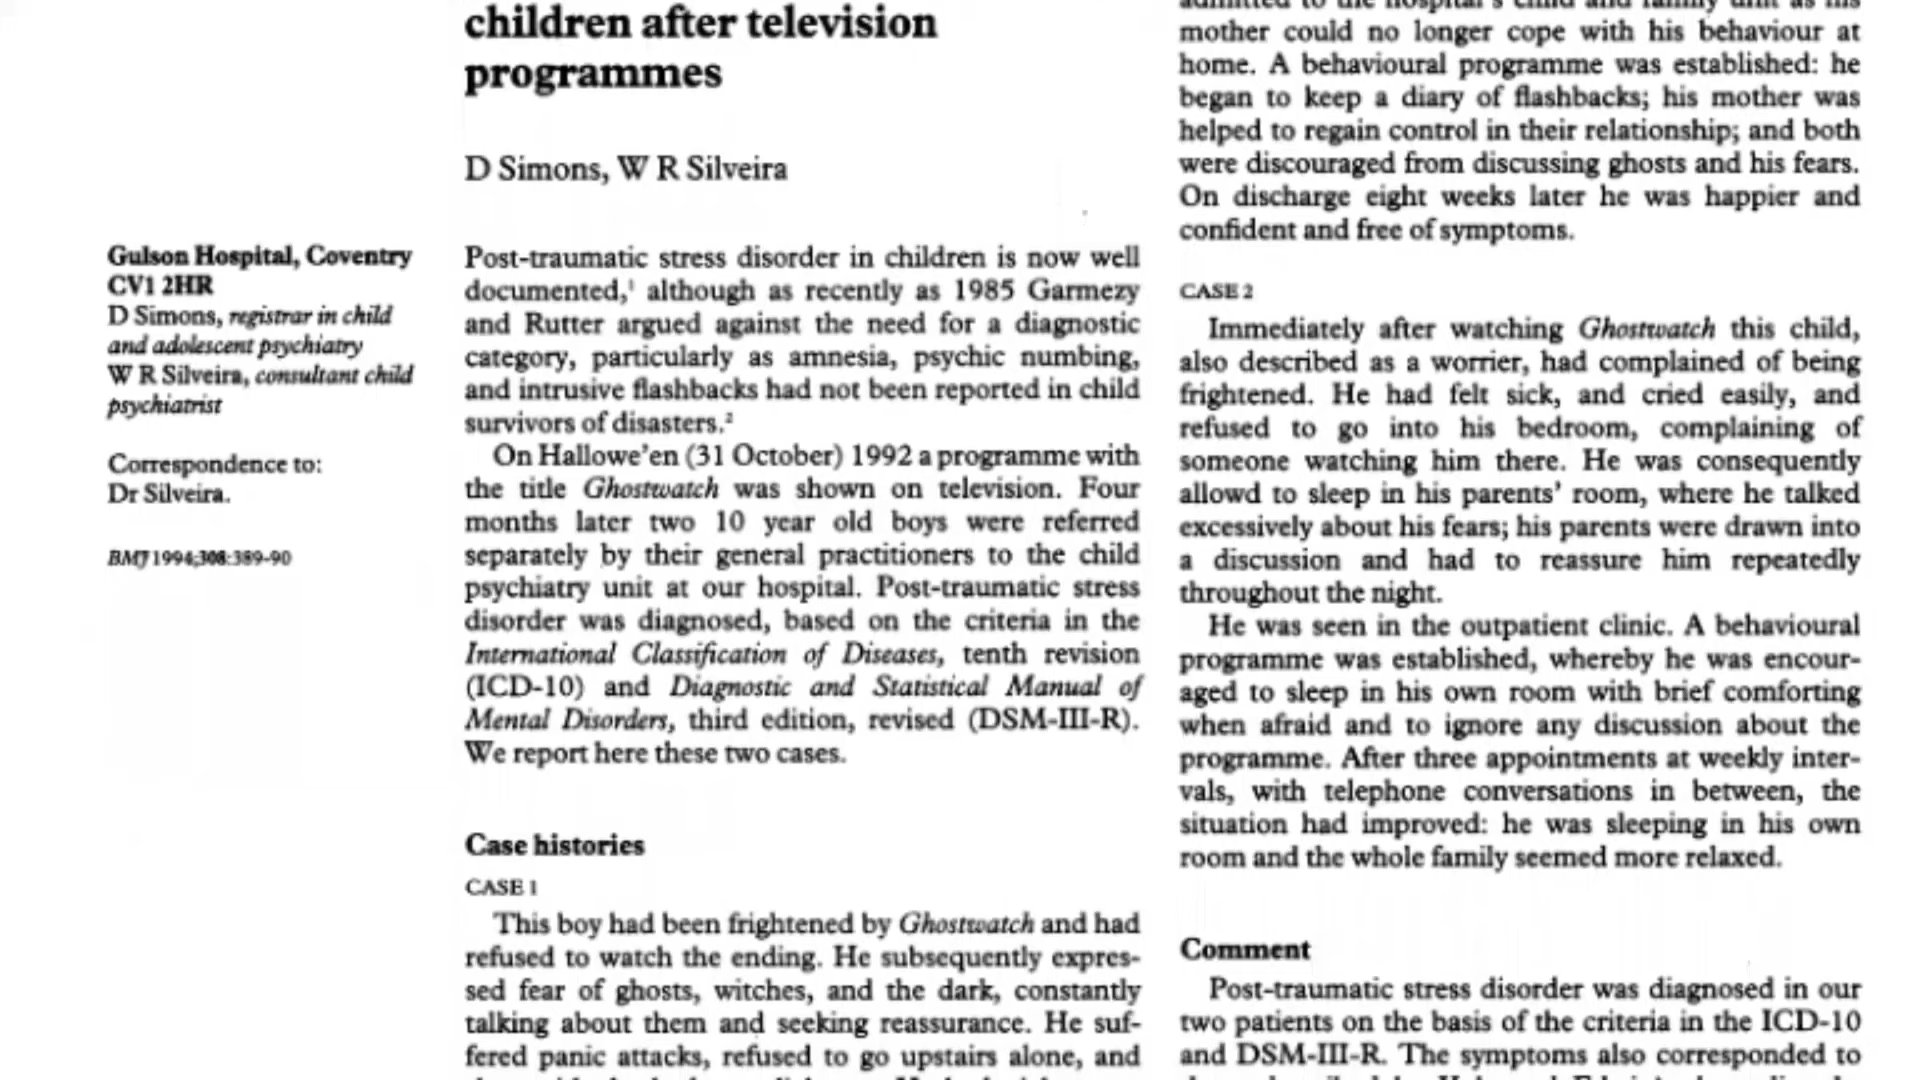 children after television
programmes
D Simons, W R Silveira
Gulson Hospital, Coventry
CV1 2HR
D Simons, registrar in child
and adolescent psychiatry
W R Silveira, consultant child
psychiatrist
Correspondence to:
Dr Silveira.
BMJ 1994;308:389-90
Post-traumatic stress disorder in children is now well
documented,¹ although as recently as 1985 Garmezy
and Rutter argued against the need for a diagnostic
category, particularly as amnesia, psychic numbing,
and intrusive flashbacks had not been reported in child
survivors of disasters.²
On Hallowe'en (31 October) 1992 a programme with
the title Ghostwatch was shown on television. Four
months later two 10 year old boys were referred
separately by their general practitioners to the child
psychiatry unit at our hospital. Post-traumatic stress
disorder was diagnosed, based on the criteria in the
International Classification of Diseases, tenth revision
(ICD-10) and Diagnostic and Statistical Manual of
Mental Disorders, third edition, revised (DSM-III-R).
We report here these two cases.
Case histories
CASE 1
This boy had been frightened by Ghostwatch and had
refused to watch the ending. He subsequently expres-
sed fear of ghosts, witches, and the dark, constantly
talking about them and seeking reassurance. He suf-
fered panic attacks, refused to go upstairs alone, and
admitted to the hospital's child and family unit as his
mother could no longer cope with his behaviour at
home. A behavioural programme was established: he
began to keep a diary of flashbacks; his mother was
helped to regain control in their relationship; and both
were discouraged from discussing ghosts and his fears.
On discharge eight weeks later he was happier and
confident and free of symptoms.
CASE 2
Immediately after watching Ghostwatch this child,
also described as a worrier, had complained of being
frightened. He had felt sick, and cried easily, and
refused to go into his bedroom, complaining of
someone watching him there. He was consequently
allowd to sleep in his parents' room, where he talked
excessively about his fears; his parents were drawn into
a discussion and had to reassure him repeatedly
throughout the night.
He was seen in the outpatient clinic. A behavioural
programme was established, whereby he was encour-
aged to sleep in his own room with brief comforting
when afraid and to ignore any discussion about the
programme. After three appointments at weekly inter-
vals, with telephone conversations in between, the
situation had improved: he was sleeping in his own
room and the whole family seemed more relaxed.
Comment
Post-traumatic stress disorder was diagnosed in our
two patients on the basis of the criteria in the ICD-10
and DSM-III-R. The symptoms also corresponded to